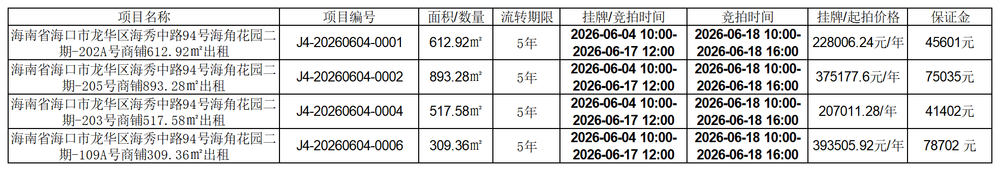 项目名称 项目编号 面积/数量 流转期限 挂牌/竞拍时间 竞拍时间 挂牌/起拍价格 保证金
海南省海口市龙华区海秀中路94号海角花园二
期-202A号商铺612.92㎡出租
J4-20260604-0001
612.92㎡
5年
2026-06-04 10:00-
2026-06-17 12:00
2026-06-18 10:00-
2026-06-18 16:00
228006.24元/年
45601元
海南省海口市龙华区海秀中路94号海角花园二
期-205号商铺893.28㎡出租
J4-20260604-0002
893.28㎡
5年
2026-06-04 10:00-
2026-06-17 12:00
2026-06-18 10:00-
2026-06-18 16:00
375177.6元/年
75035元
海南省海口市龙华区海秀中路94号海角花园二
期-203号商铺517.58㎡出租
J4-20260604-0004
517.58㎡
5年
2026-06-04 10:00-
2026-06-17 12:00
2026-06-18 10:00-
2026-06-18 16:00
207011.28/年
41402元
海南省海口市龙华区海秀中路94号海角花园二
期-109A号商铺309.36㎡出租
J4-20260604-0006
309.36㎡
5年
2026-06-04 10:00-
2026-06-17 12:00
2026-06-18 10:00-
2026-06-18 16:00
393505.92元/年
78702 元